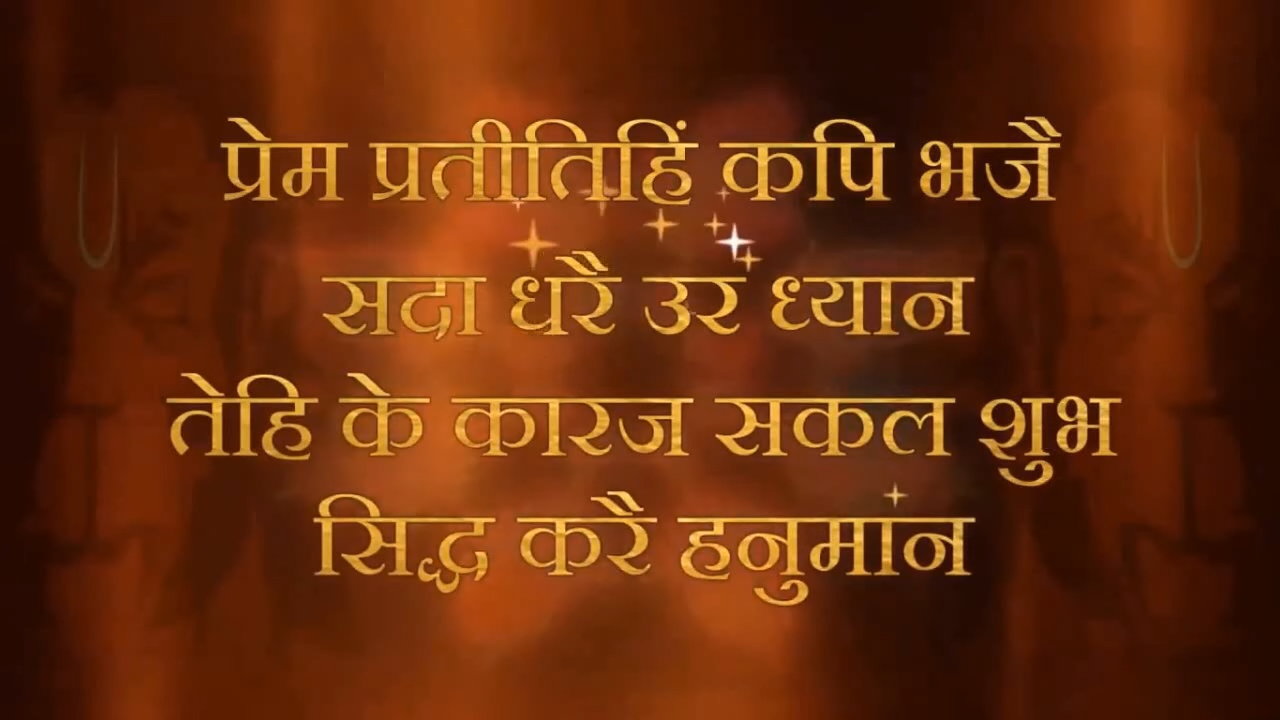 प्रेम प्रतीतिहिं कपि भजै
सदा धरै उर ध्यान
तेहि के कारज सकल शुभ
सिद्ध करै हनुमान